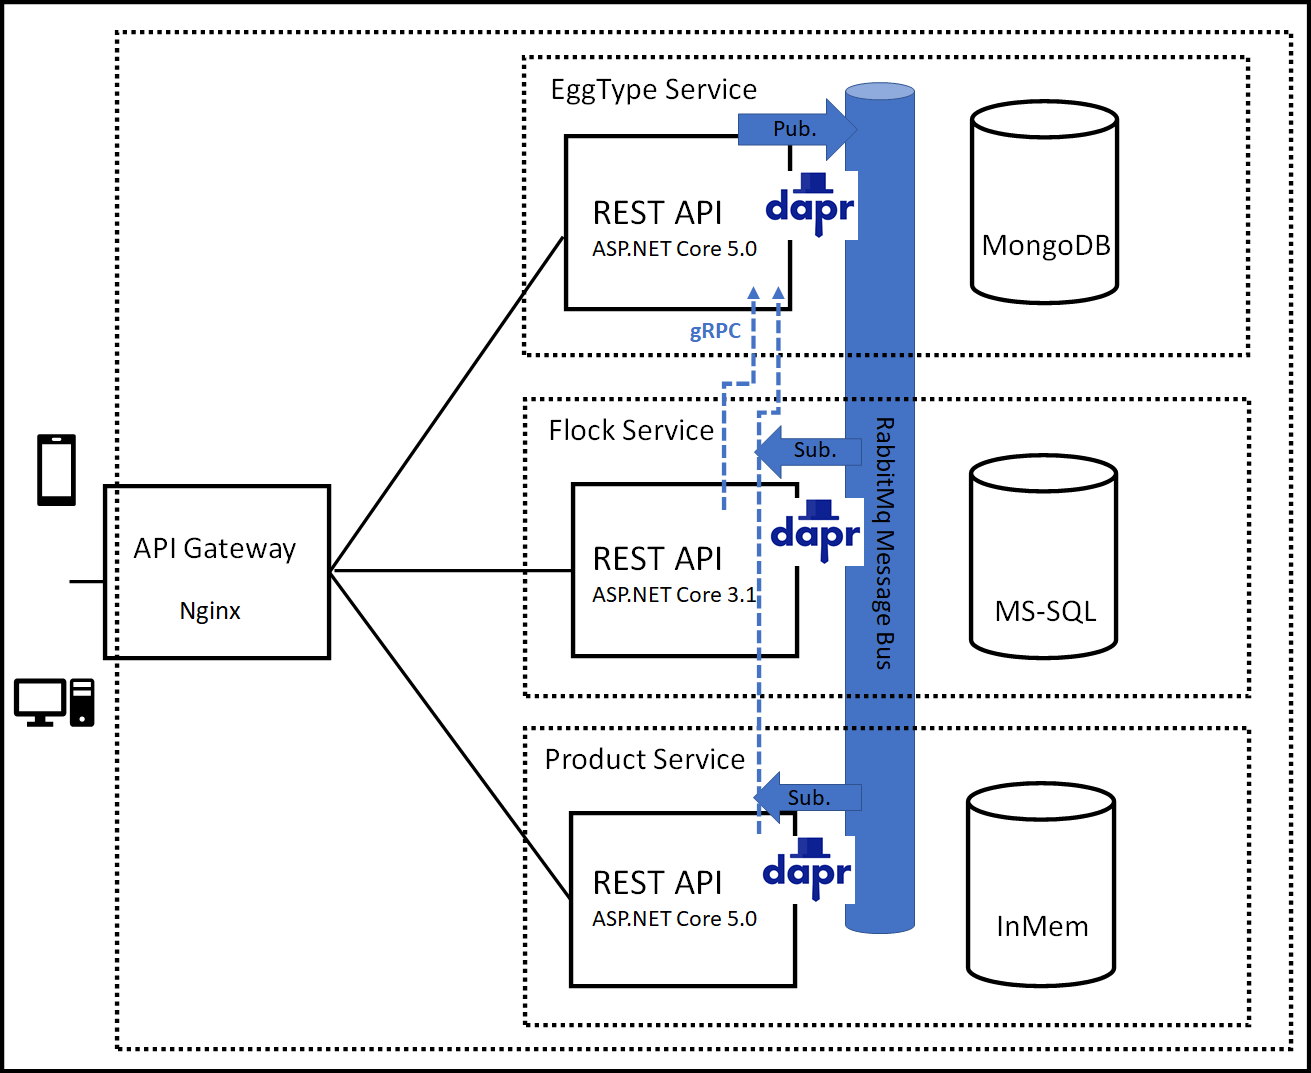 EggType Service
Pub.
dapr
REST API
ASP.NET Core 5.0
MongoDB
gRPC
Flock Service
Sub.
dapr
REST API
ASP.NET Core 3.1
RabbitMq Message Bus
MS-SQL
API Gateway
Nginx
Product Service
Sub.
dapr
REST API
ASP.NET Core 5.0
InMem